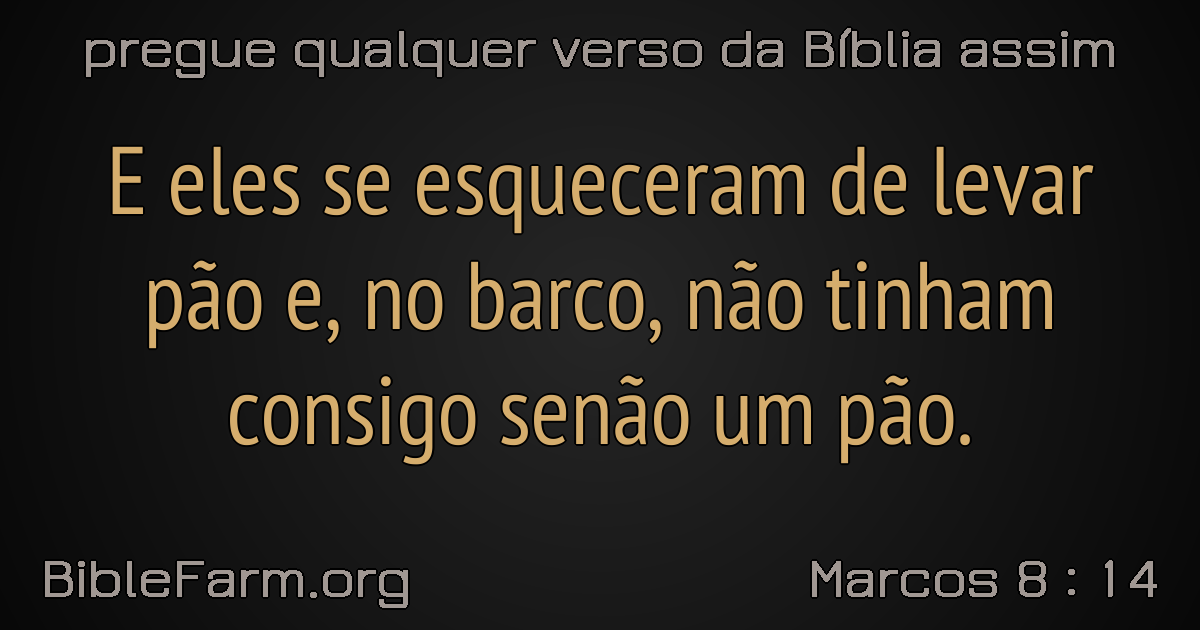 pregue qualquer verso da Bíblia assim
E eles se esqueceram de levar
pão e, no barco, não tinham
consigo senão um pão.
BibleFarm.org
Marcos 8 : 14